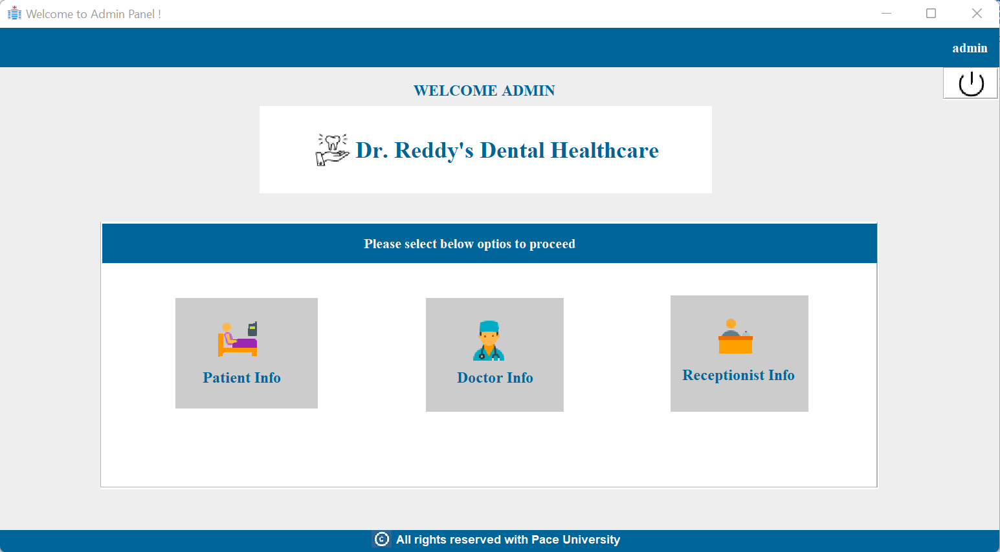 Welcome to Admin Panel !
admin
WELCOME ADMIN
Dr. Reddy's Dental Healthcare
Please select below optios to proceed
Patient Info
Doctor Info
Receptionist Info
All rights reserved with Pace University